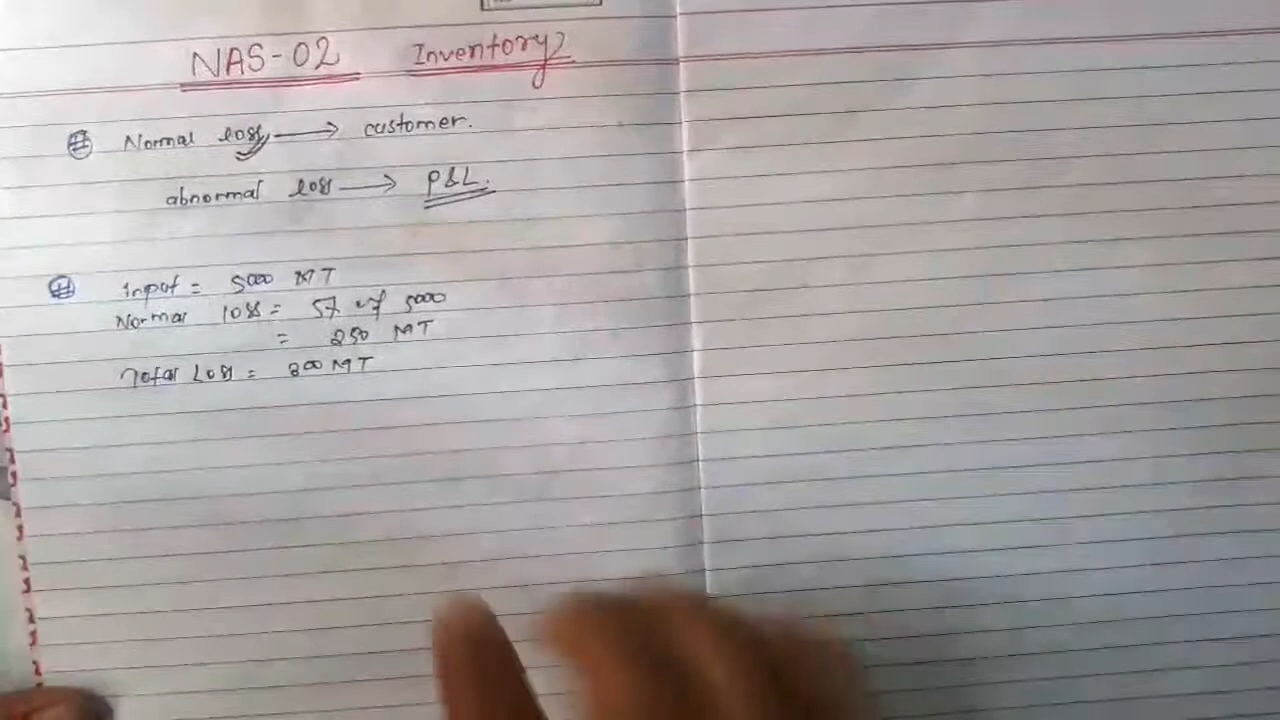 NAS-02 Inventory
Normal loss → customer.
abnormal loss → P&L.
input = 5000 MT
Normal loss = 5% of 5000
= 250 MT
Total Loss = 300 MT